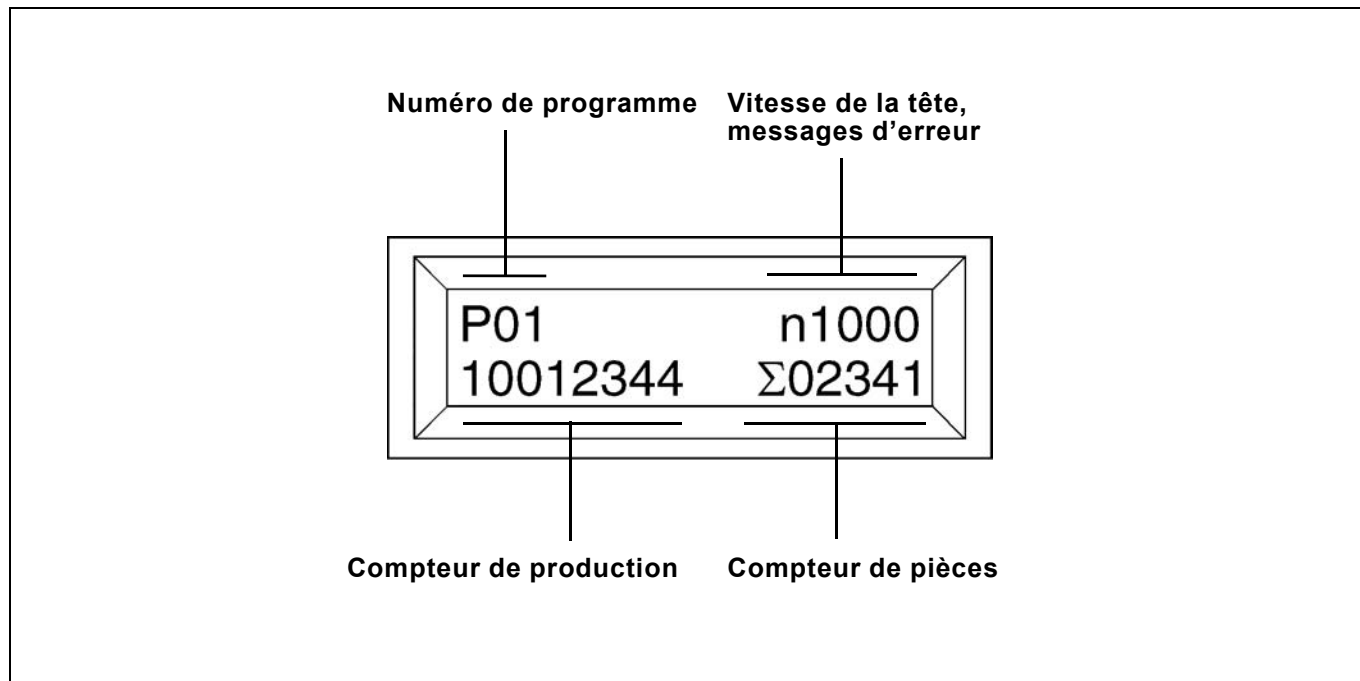 Numéro de programme
Vitesse de la tête,
messages d’erreur
P01
n1000
10012344
Σ02341
Compteur de production
Compteur de pièces